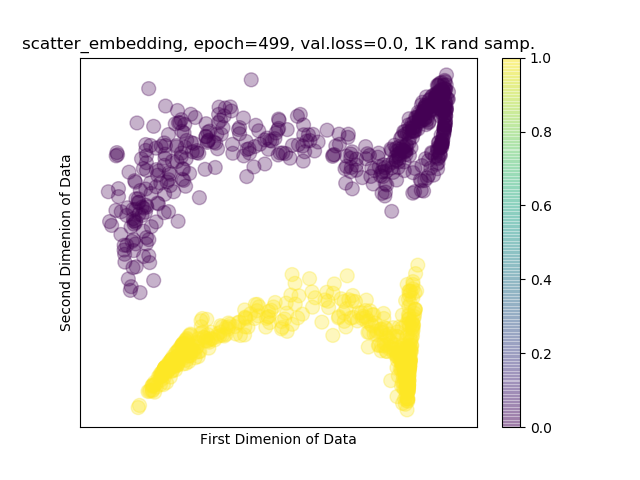 scatter_embedding, epoch=499, val.loss=0.0, 1K rand samp.
Second Dimenion of Data
First Dimenion of Data
1.0
0.8
0.6
0.4
0.2
0.0